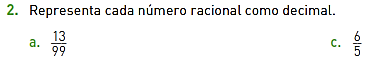 2. Representa cada número racional como decimal.
a. 13/99 c. 6/5